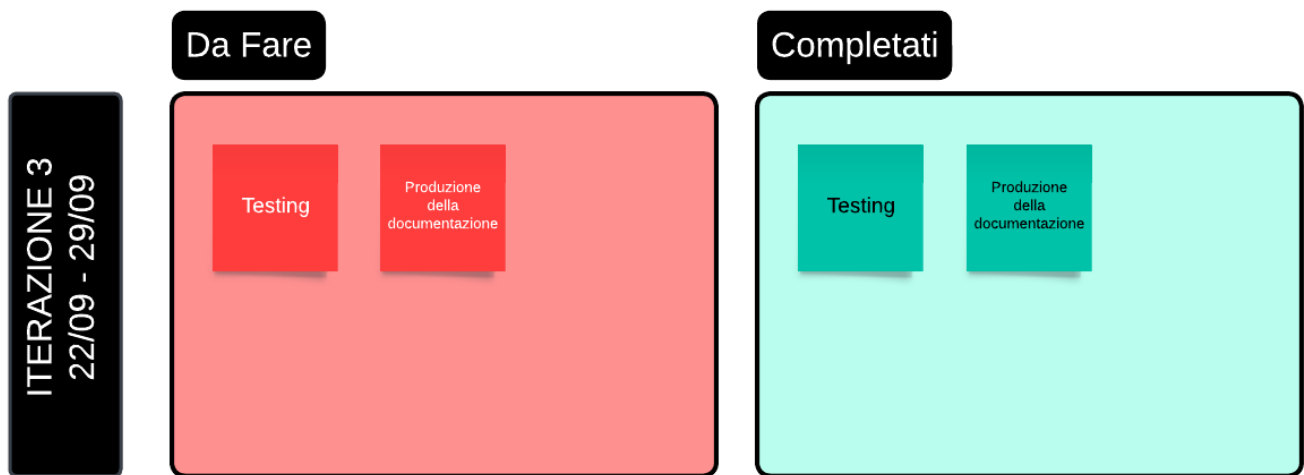 Da Fare
Completati
ITERAZIONE 3
22/09 - 29/09
Testing
Produzione
della
documentazione
Testing
Produzione
della
documentazione